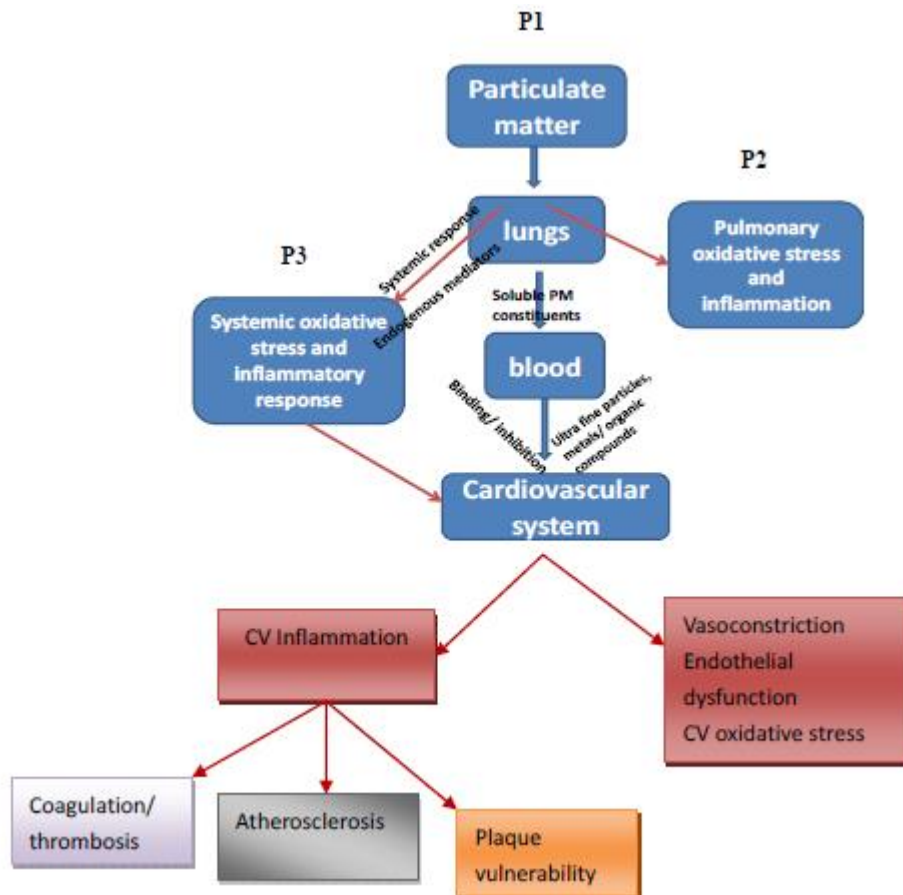 P1
Particulate
matter
P2
lungs
Pulmonary
oxidative stress
and
inflammation
P3
Systemic response
Endogenous mediators
Systemic oxidative
stress and
inflammatory
response
Soluble PM
constituents
blood
Binding/ inhibition
Ultra fine particles,
metals/ organic
compounds
Cardiovascular
system
CV Inflammation
Vasoconstriction
Endothelial
dysfunction
CV oxidative stress
Coagulation/
thrombosis
Atherosclerosis
Plaque
vulnerability